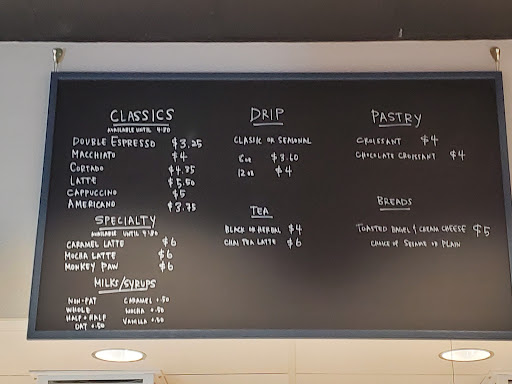 CLASSICS
AVAILABLE UNTIL 4:30
DOUBLE ESPRESSO $3.25
MACCHIATO $4
CORTADO $4.25
LATTE $5.50
CAPPUCCINO $5
AMERICANO $3.75
SPECIALTY
AVAILABLE UNTIL 4:30
CARAMEL LATTE $6
MOCHA LATTE $6
MONKEY PAW $6
MILKS/SYRUPS
NON-FAT
WHOLE
HALF + HALF
OAT +.50
CARAMEL +.50
MOCHA +.50
VANILLA +.50
DRIP
CLASSIC OR SEASONAL
8oz $3.60
12oz $4
TEA
BLACK OR HERBAL $4
CHAI TEA LATTE $6
PASTRY
CROISSANT $4
CHOCOLATE CROISSANT $4
BREADS
TOASTED BAGEL & CREAM CHEESE $5
CHOICE OF SESAME OR PLAIN